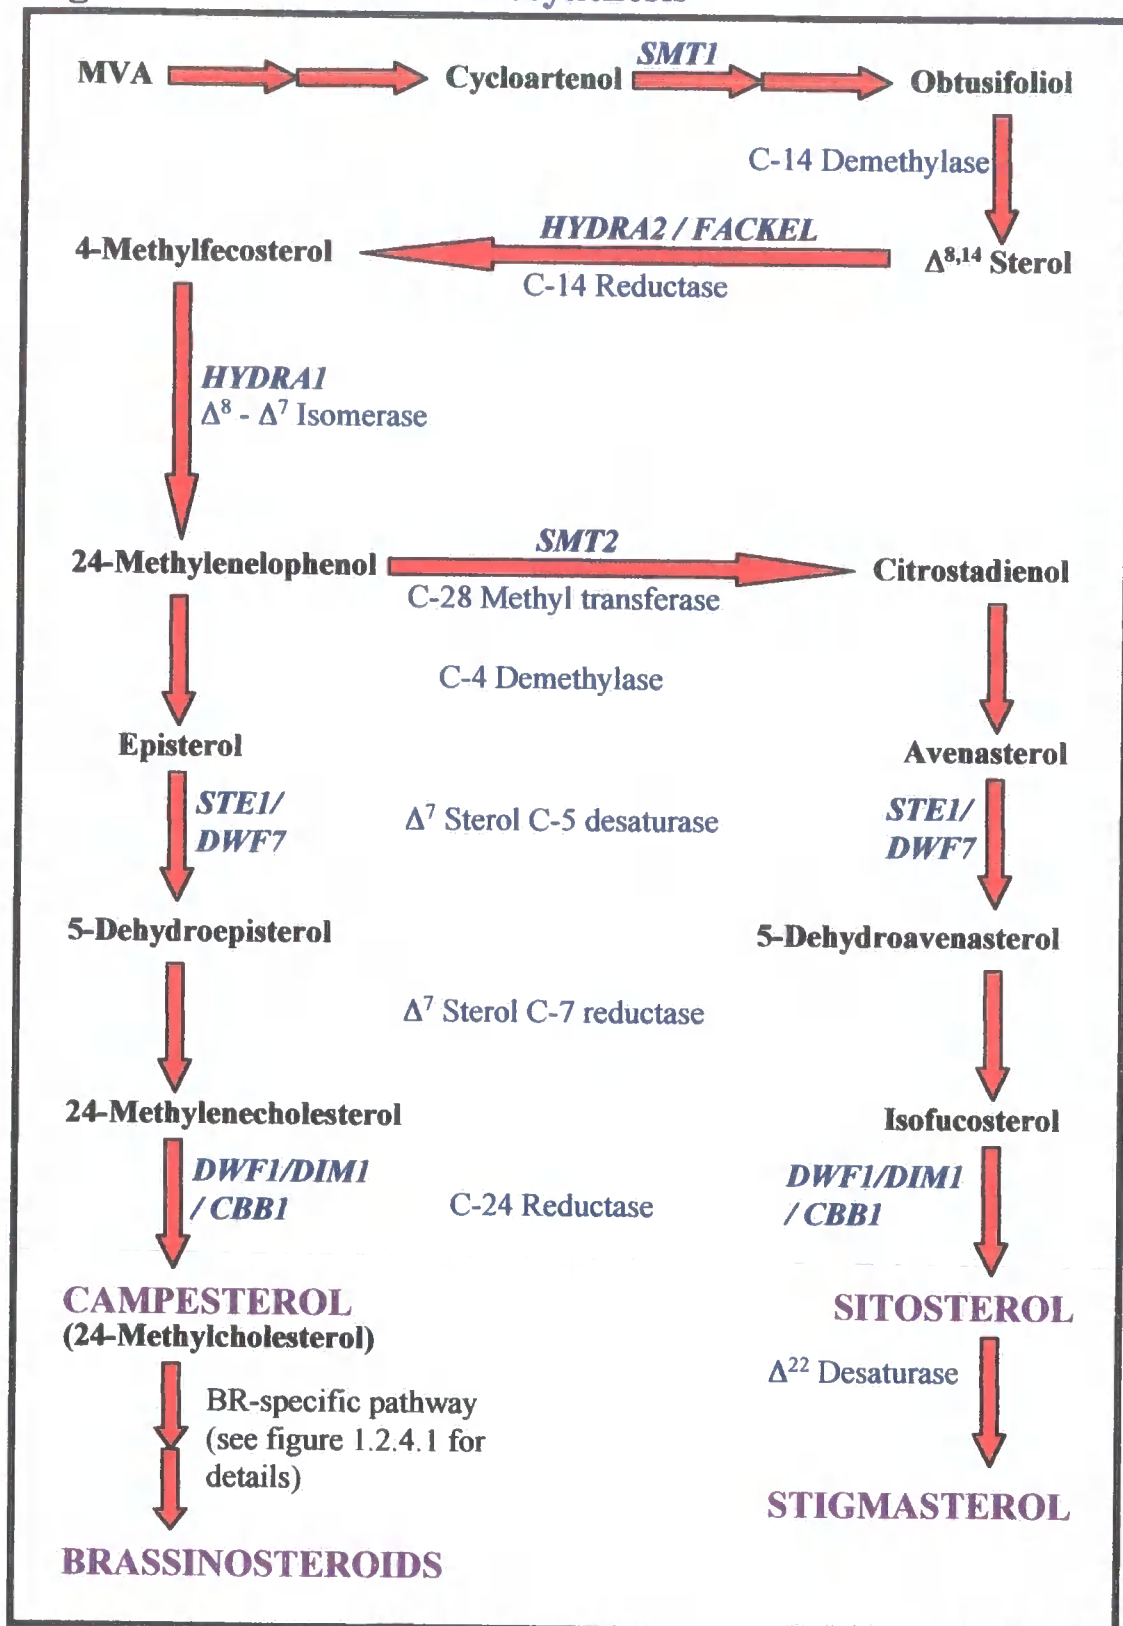 MVA
Cycloartenol
SMT1
Obtusifoliol
C-14 Demethylase
4-Methylfecosterol
HYDRA2 / FACKEL
C-14 Reductase
Δ⁸,¹⁴ Sterol
HYDRA1
Δ⁸ - Δ⁷ Isomerase
24-Methylenelophenol
SMT2
C-28 Methyl transferase
Citrostadienol
C-4 Demethylase
Episterol
Avenasterol
STE1/
DWF7
Δ⁷ Sterol C-5 desaturase
STE1/
DWF7
5-Dehydroepisterol
5-Dehydroavenasterol
Δ⁷ Sterol C-7 reductase
24-Methylenecholesterol
Isofucosterol
DWF1/DIM1
/ CBB1
C-24 Reductase
DWF1/DIM1
/ CBB1
CAMPESTEROL
(24-Methylcholesterol)
SITOSTEROL
BR-specific pathway
(see figure 1.2.4.1 for
details)
Δ²² Desaturase
STIGMASTEROL
BRASSINOSTEROIDS